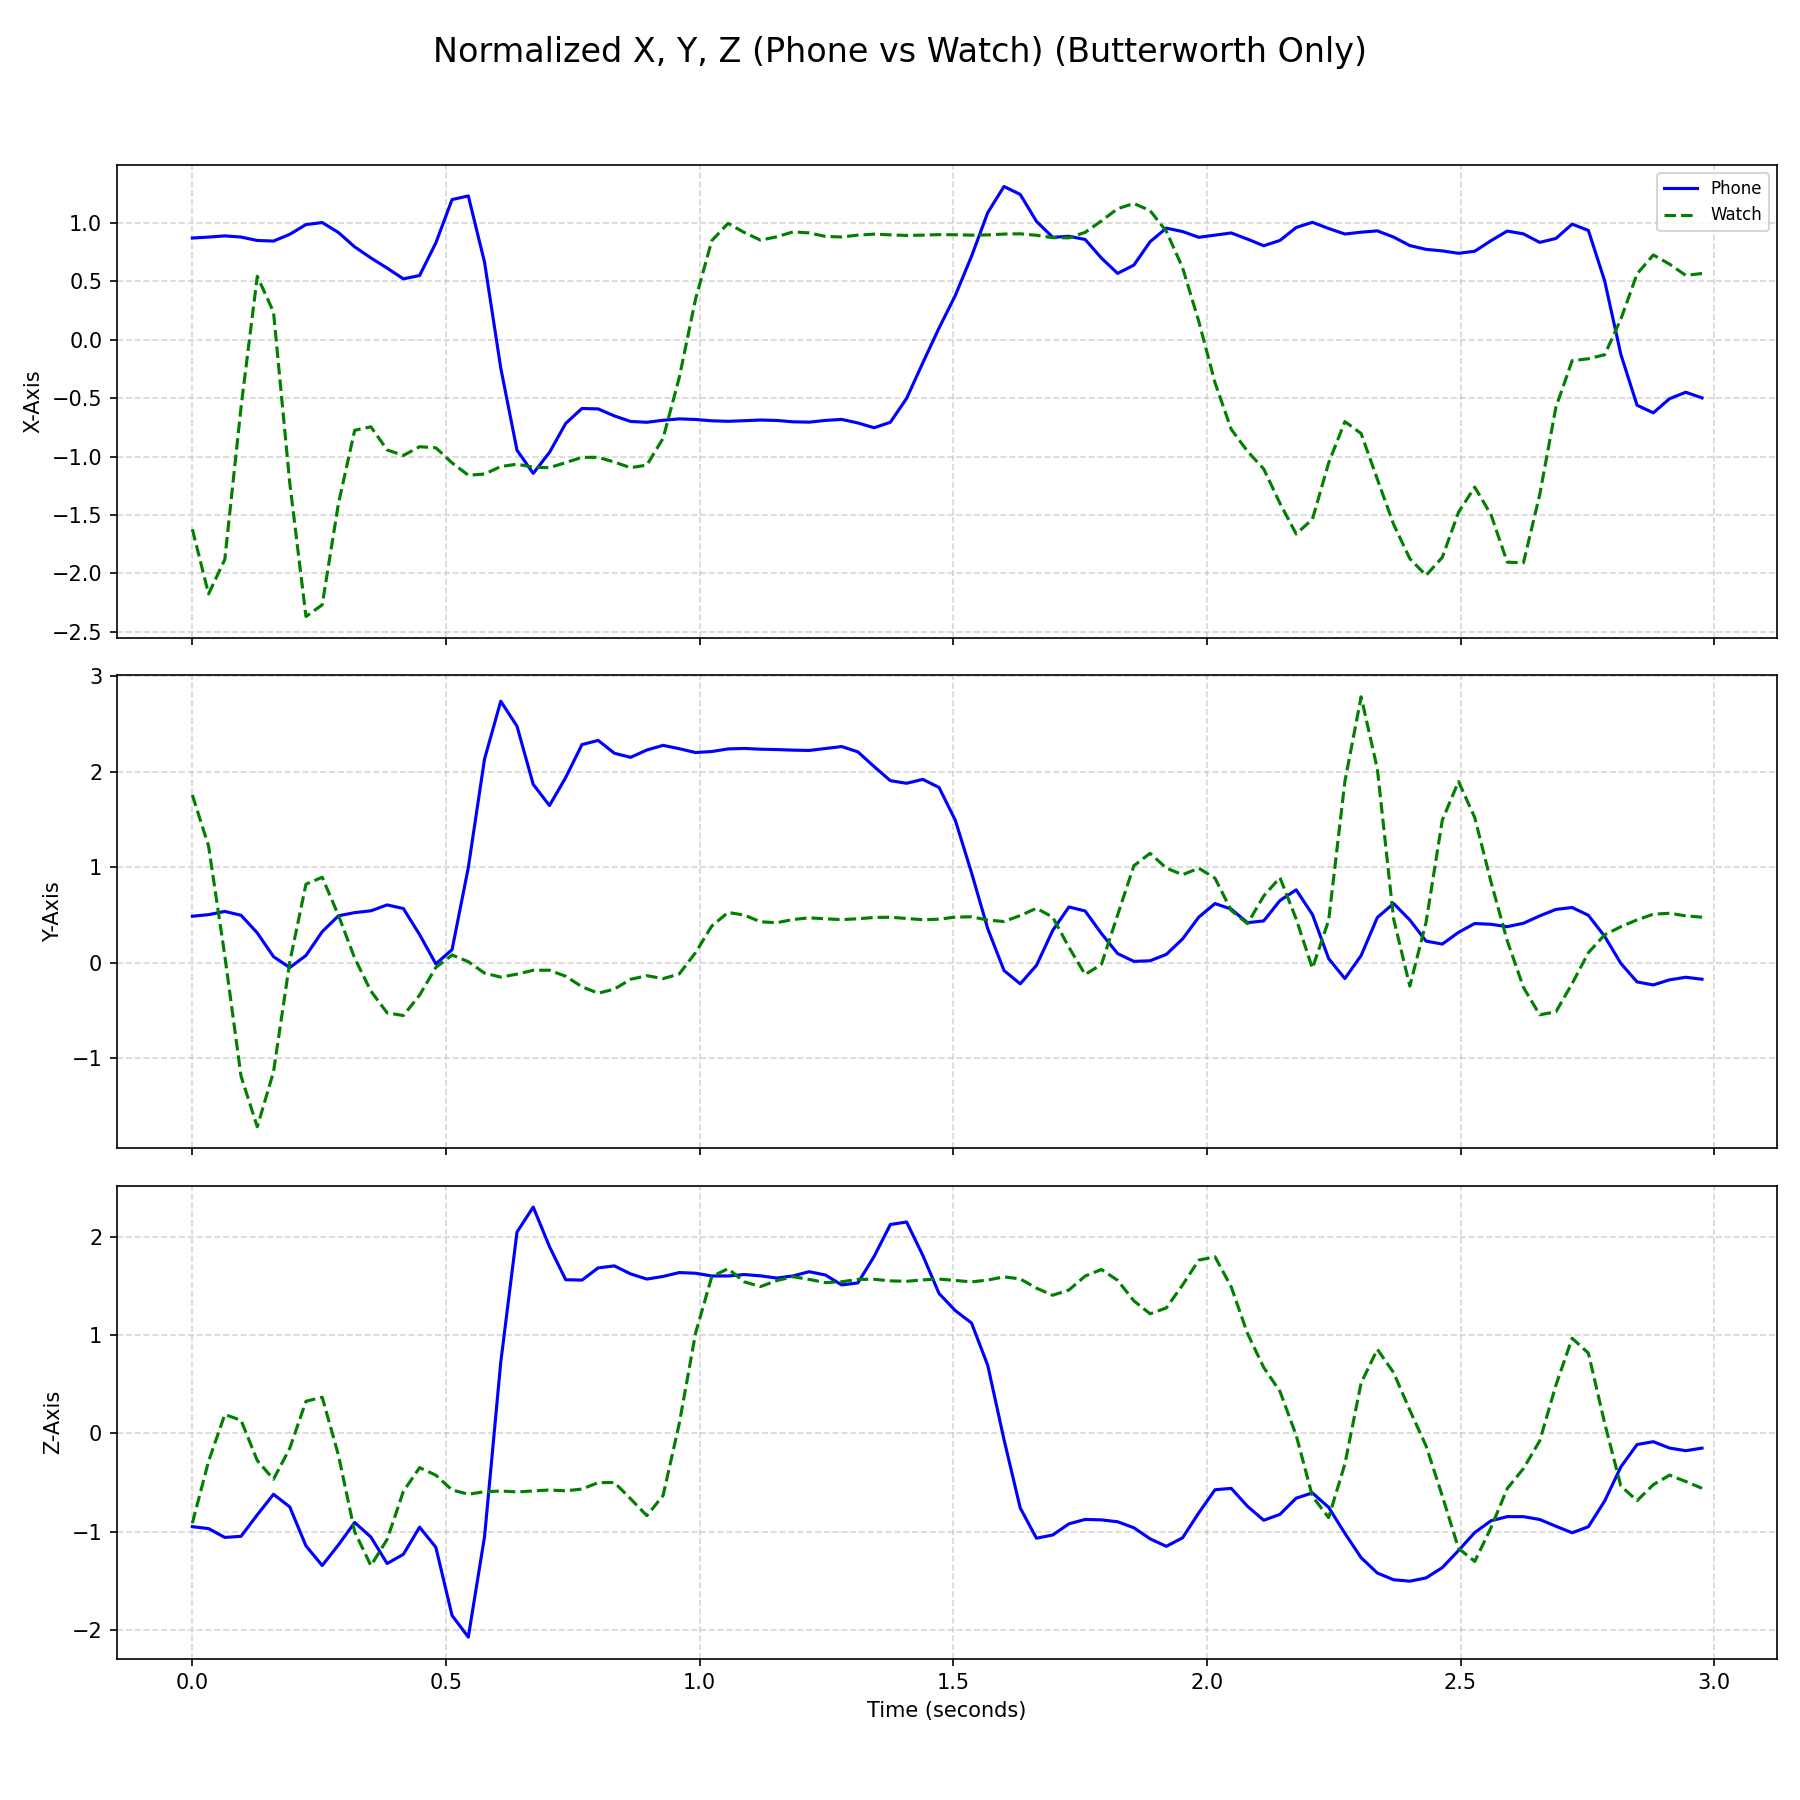 Normalized X, Y, Z (Phone vs Watch) (Butterworth Only)
Phone
Watch
1.0
0.5
0.0
−0.5
−1.0
−1.5
−2.0
−2.5
X-Axis
3
2
1
0
−1
Y-Axis
2
1
0
−1
−2
Z-Axis
0.0 0.5 1.0 1.5 2.0 2.5 3.0
Time (seconds)